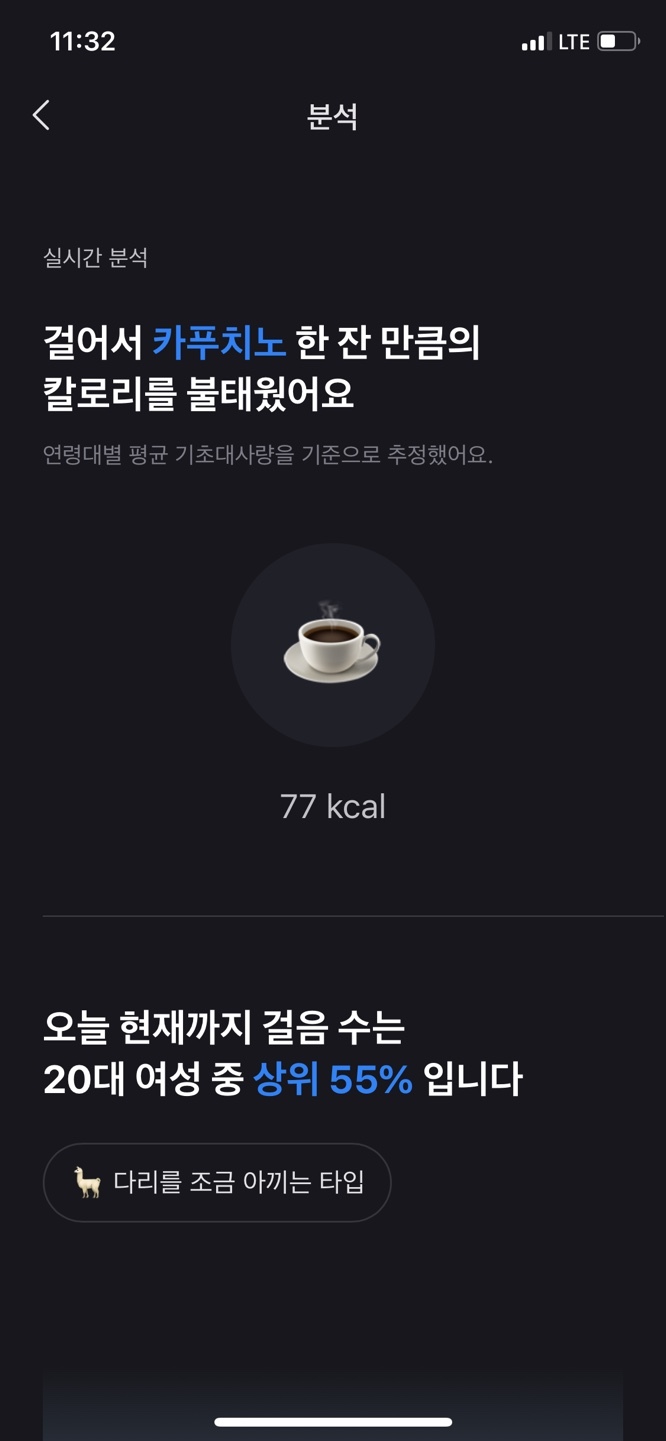 11:32
LTE
분석
실시간 분석
걸어서 카푸치노 한 잔 만큼의
칼로리를 불태웠어요
연령대별 평균 기초대사량을 기준으로 추정했어요.
77 kcal
오늘 현재까지 걸음 수는
20대 여성 중 상위 55% 입니다
다리를 조금 아끼는 타입